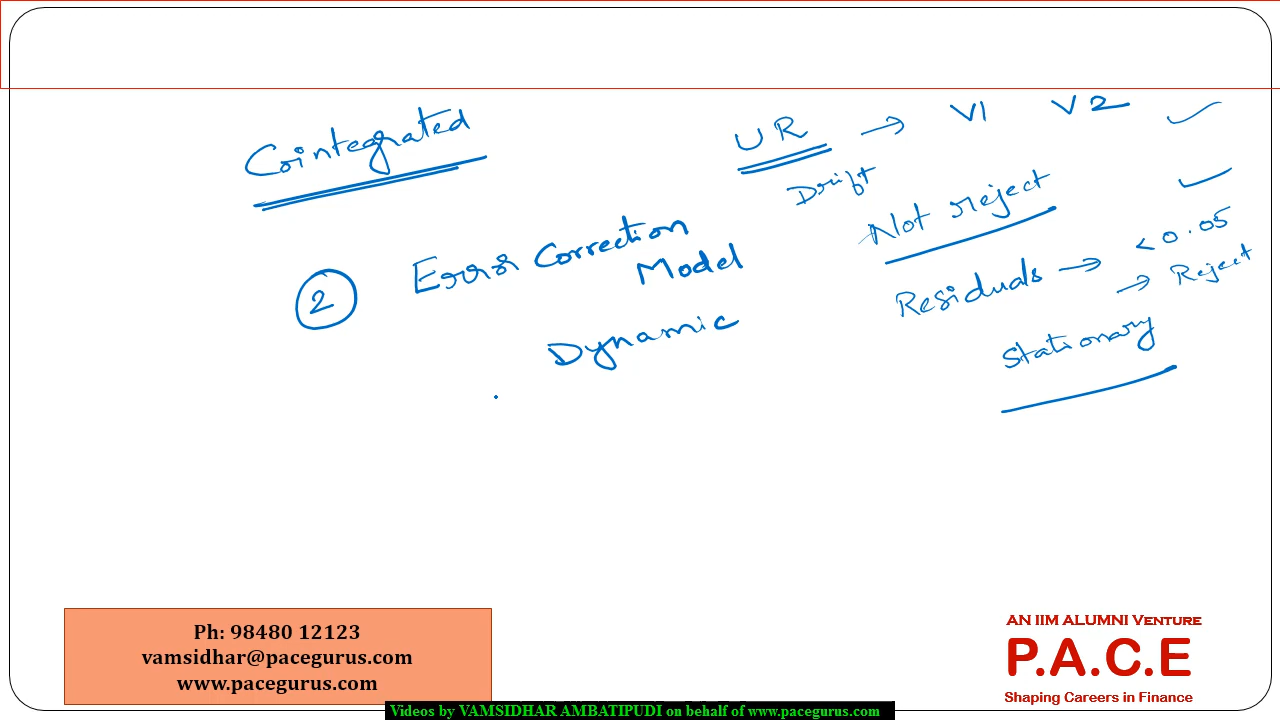 Cointegrated
UR → V1 V2 ✓
Drift
Not reject ✓
Residuals → < 0.05
→ Reject
Stationary
2 Error Correction
Model
Dynamic
Ph: 98480 12123
vamsidhar@pacegurus.com
www.pacegurus.com
AN IIM ALUMNI VENTURE
P.A.C.E
Shaping Careers in Finance
Videos by VAMSIDHAR AMBATIPUDI on behalf of www.pacegurus.com